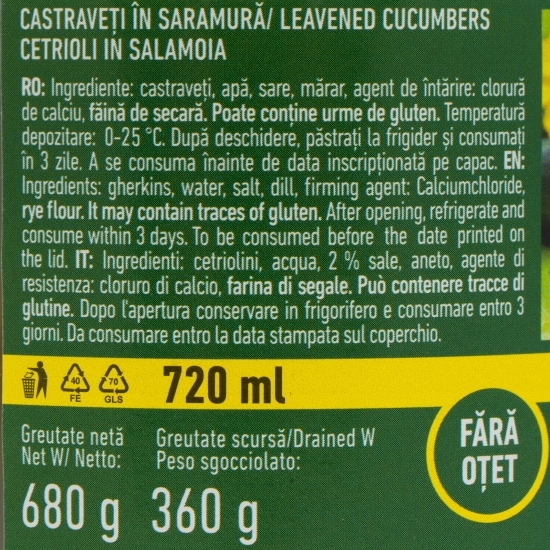 CASTRAVEȚI ÎN SARAMURĂ/ LEAVENED CUCUMBERS
CETRIOLI IN SALAMOIA
RO: Ingrediente: castraveți, apă, sare, mărar, agent de întărire: clorură
de calciu, făină de secară. Poate conține urme de gluten. Temperatură
depozitare: 0-25 °C. După deschidere, păstrați la frigider și consumați
în 3 zile. A se consuma înainte de data inscripționată pe capac. EN:
Ingredients: gherkins, water, salt, dill, firming agent: Calciumchloride,
rye flour. It may contain traces of gluten. After opening, refrigerate and
consume within 3 days. To be consumed before the date printed on
the lid. IT: Ingredienti: cetriolini, acqua, 2 % sale, aneto, agente di
resistenza: cloruro di calcio, farina di segale. Può contenere tracce di
glutine. Dopo l'apertura conservare in frigorifero e consumare entro 3
giorni. Da consumare entro la data stampata sul coperchio.
40
FE
70
GLS
720 ml
Greutate netă
Net W/ Netto:
680 g
Greutate scursă/Drained W
Peso sgocciolato:
360 g
FĂRĂ
OȚET